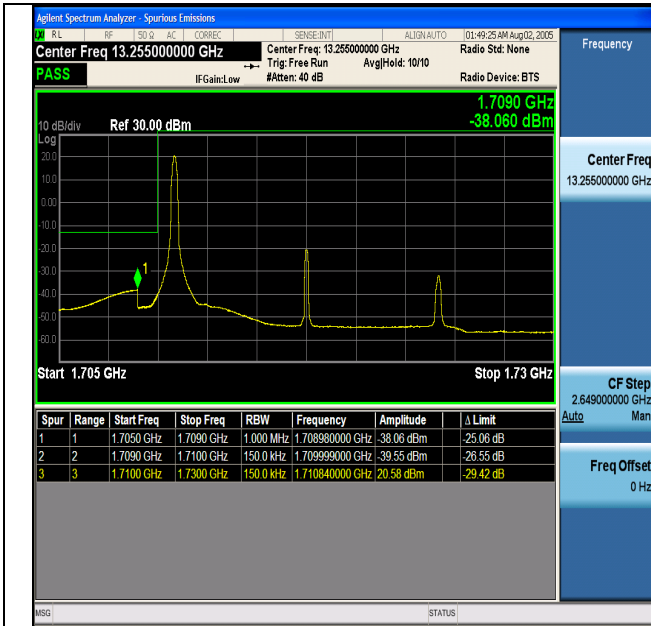 Agilent Spectrum Analyzer - Spurious Emissions
RL RF 50 Ω AC CORREC SENSE:INT ALIGN AUTO 01:49:25 AM Aug 02, 2005
Center Freq 13.255000000 GHz
Center Freq: 13.255000000 GHz
Radio Std: None
Trig: Free Run Avg|Hold: 10/10
PASS
IFGain:Low
#Atten: 40 dB
Radio Device: BTS
1.7090 GHz
-38.060 dBm
10 dB/div Ref 30.00 dBm
Log
20.0
10.0
0.00
-10.0
-20.0
-30.0
-40.0
-50.0
-60.0
1
Start 1.705 GHz Stop 1.73 GHz
Spur Range Start Freq Stop Freq RBW Frequency Amplitude Δ Limit
1 1 1.7050 GHz 1.7090 GHz 1.000 MHz 1.708980000 GHz -38.06 dBm -25.06 dB
2 2 1.7090 GHz 1.7100 GHz 150.0 kHz 1.709999000 GHz -39.55 dBm -26.55 dB
3 3 1.7100 GHz 1.7300 GHz 150.0 kHz 1.710840000 GHz 20.58 dBm -29.42 dB
Frequency
Center Freq
13.255000000 GHz
CF Step
2.649000000 GHz
Auto Man
Freq Offset
0 Hz
MSG STATUS